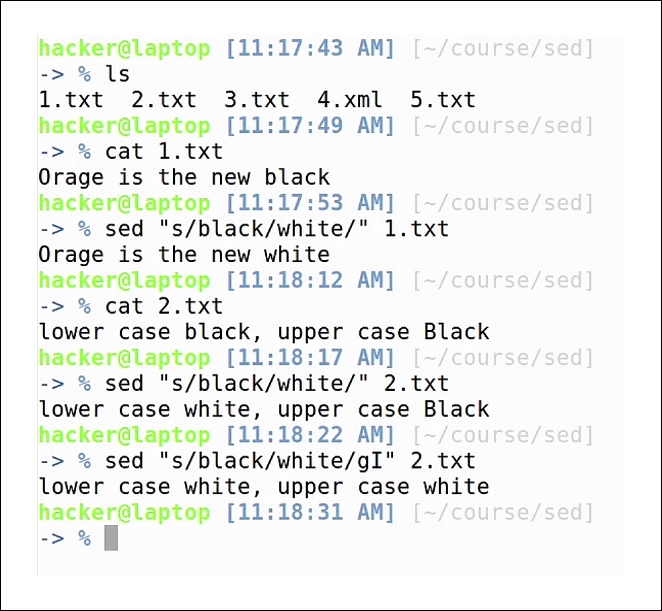 hacker@laptop [11:17:43 AM] [~/course/sed]
-> % ls
1.txt  2.txt  3.txt  4.xml  5.txt
hacker@laptop [11:17:49 AM] [~/course/sed]
-> % cat 1.txt
Orage is the new black
hacker@laptop [11:17:53 AM] [~/course/sed]
-> % sed "s/black/white/" 1.txt
Orage is the new white
hacker@laptop [11:18:12 AM] [~/course/sed]
-> % cat 2.txt
lower case black, upper case Black
hacker@laptop [11:18:17 AM] [~/course/sed]
-> % sed "s/black/white/" 2.txt
lower case white, upper case Black
hacker@laptop [11:18:22 AM] [~/course/sed]
-> % sed "s/black/white/gI" 2.txt
lower case white, upper case white
hacker@laptop [11:18:31 AM] [~/course/sed]
-> %